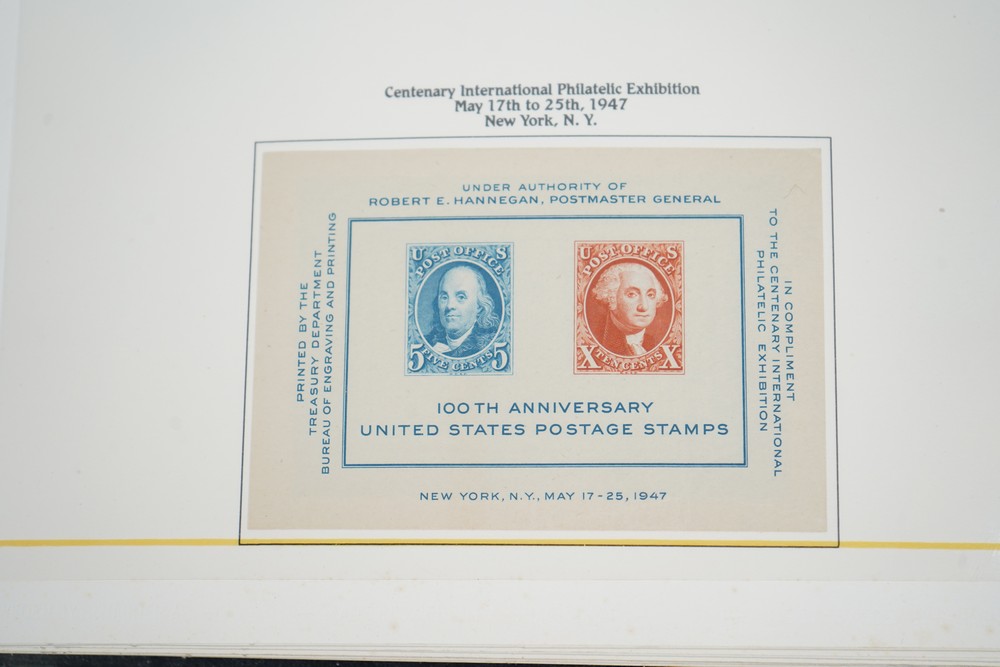 Centenary International Philatelic Exhibition
May 17th to 25th, 1947
New York, N. Y.
UNDER AUTHORITY OF
ROBERT E. HANNEGAN, POSTMASTER GENERAL
PRINTED BY THE
TREASURY DEPARTMENT
BUREAU OF ENGRAVING AND PRINTING
U S
POST OFFICE
5 5
FIVE CENTS
U S
POST OFFICE
X X
TEN CENTS
100TH ANNIVERSARY
UNITED STATES POSTAGE STAMPS
IN COMPLIMENT
TO THE CENTENARY INTERNATIONAL
PHILATELIC EXHIBITION
NEW YORK, N.Y., MAY 17-25, 1947